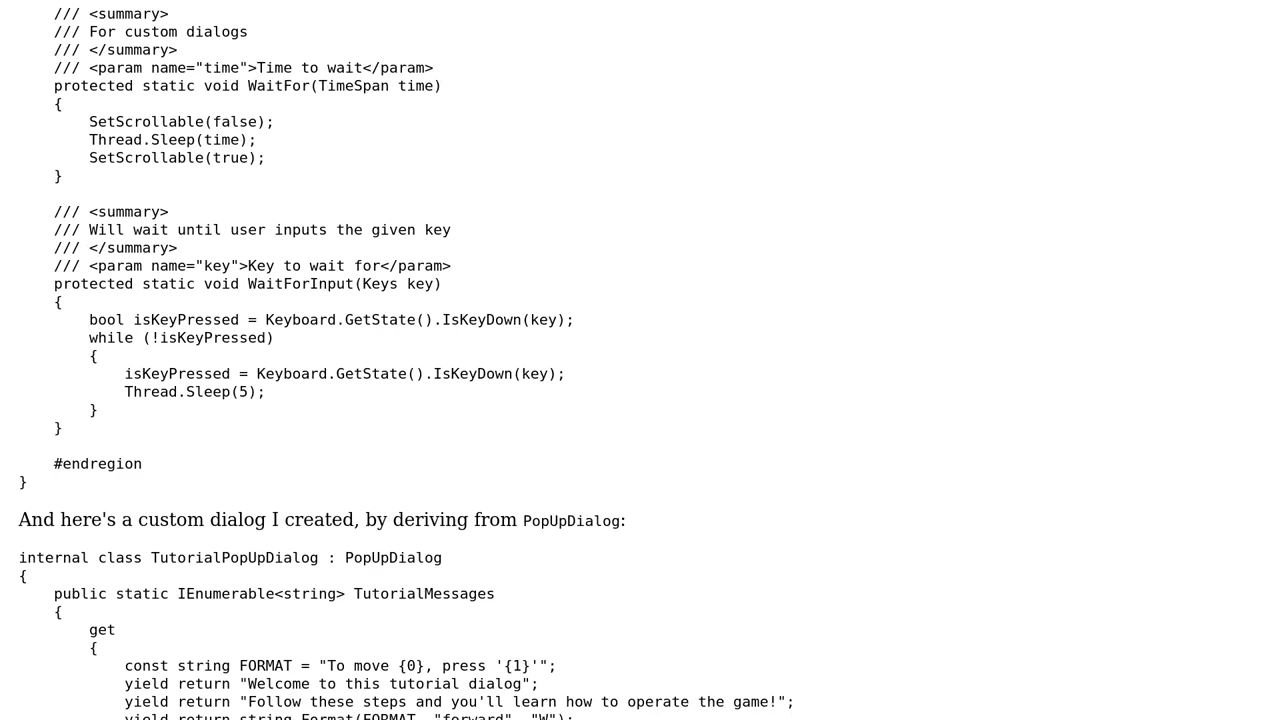 /// <summary>
/// For custom dialogs
/// </summary>
/// <param name="time">Time to wait</param>
protected static void WaitFor(TimeSpan time)
{
SetScrollable(false);
Thread.Sleep(time);
SetScrollable(true);
}
/// <summary>
/// Will wait until user inputs the given key
/// </summary>
/// <param name="key">Key to wait for</param>
protected static void WaitForInput(Keys key)
{
bool isKeyPressed = Keyboard.GetState().IsKeyDown(key);
while (!isKeyPressed)
{
isKeyPressed = Keyboard.GetState().IsKeyDown(key);
Thread.Sleep(5);
}
}
#endregion
}
And here's a custom dialog I created, by deriving from PopUpDialog:
internal class TutorialPopUpDialog : PopUpDialog
{
public static IEnumerable<string> TutorialMessages
{
get
{
const string FORMAT = "To move {0}, press '{1}'";
yield return "Welcome to this tutorial dialog";
yield return "Follow these steps and you'll learn how to operate the game!";
yield return string.Format(FORMAT, "forward", "W");